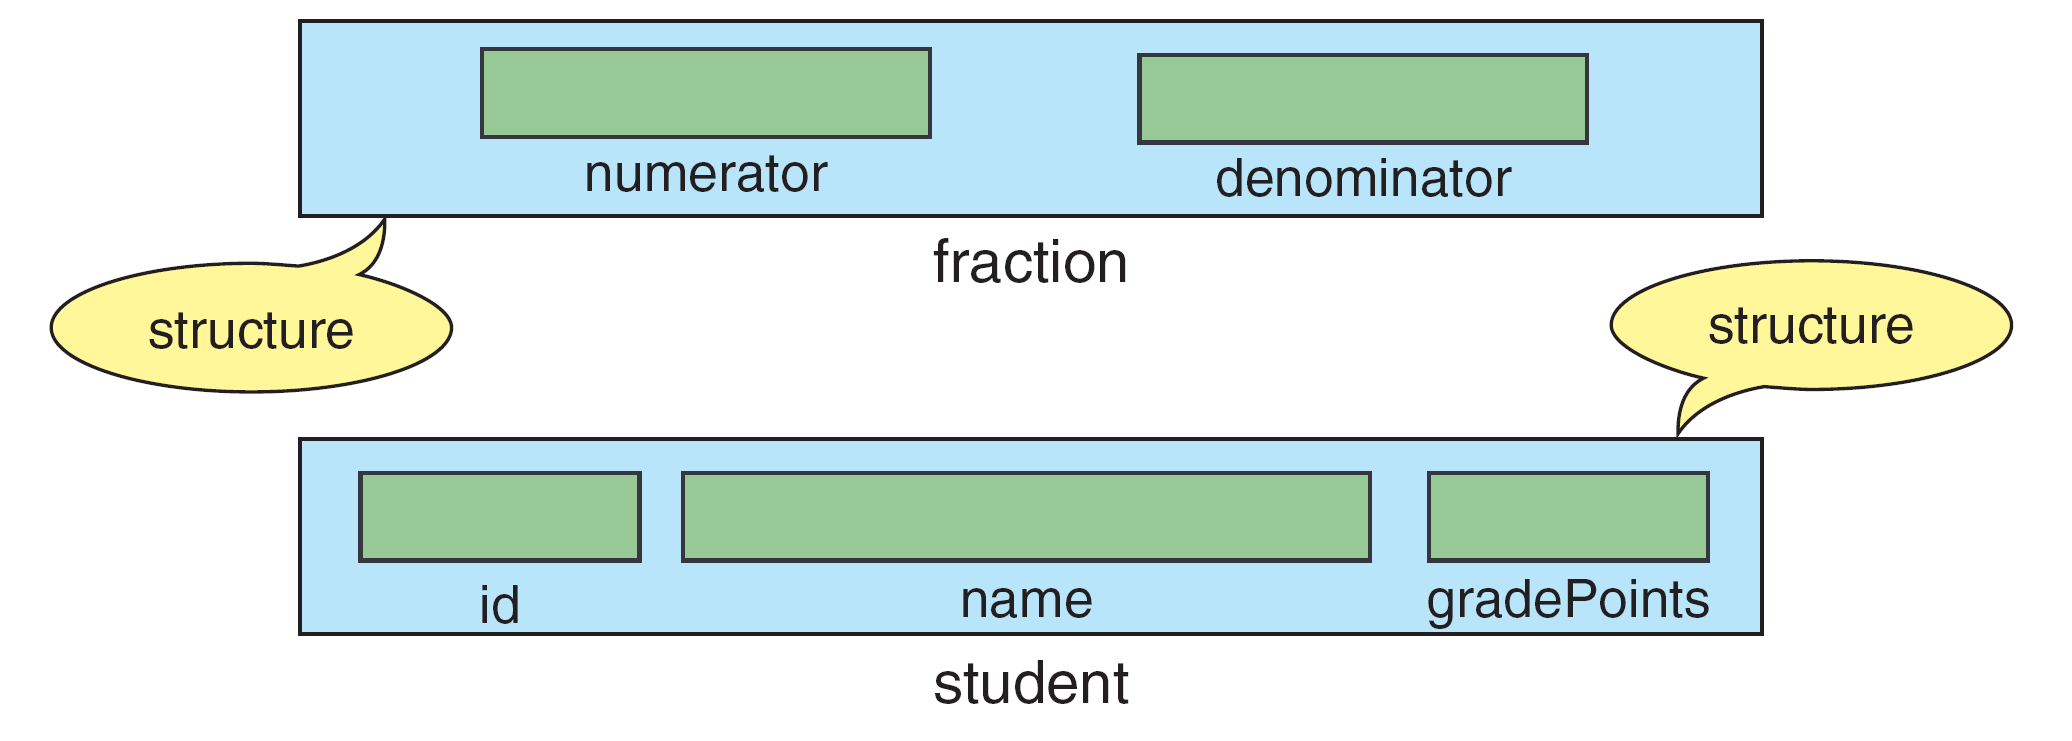 numerator
denominator
fraction
structure
structure
id
name
gradePoints
student